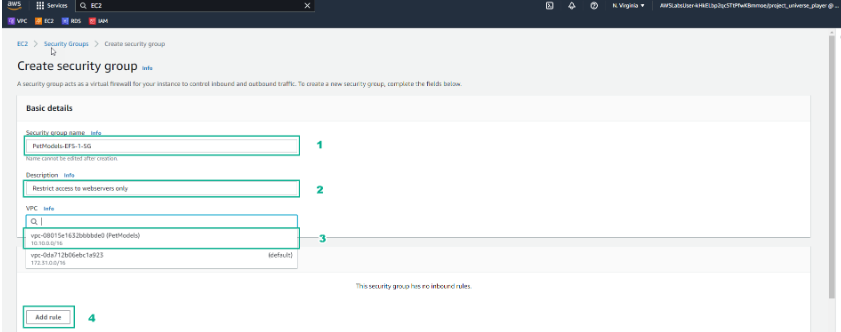 aws Services EC2 N. Virginia
VPC EC2 RDS IAM
EC2 > Security Groups > Create security group
Create security group Info
A security group acts as a virtual firewall for your instance to control inbound and outbound traffic. To create a new security group, complete the fields below.
Basic details
Security group name Info
PetModels-EFS-1-SG 1
Name cannot be edited after creation.
Description Info
Restrict access to webservers only 2
VPC Info
vpc-08015e1632bbbbde0 (PetModels) 3
10.10.0.0/16
vpc-0da712b06ebc1a923 (default)
172.31.0.0/16
This security group has no inbound rules.
Add rule 4